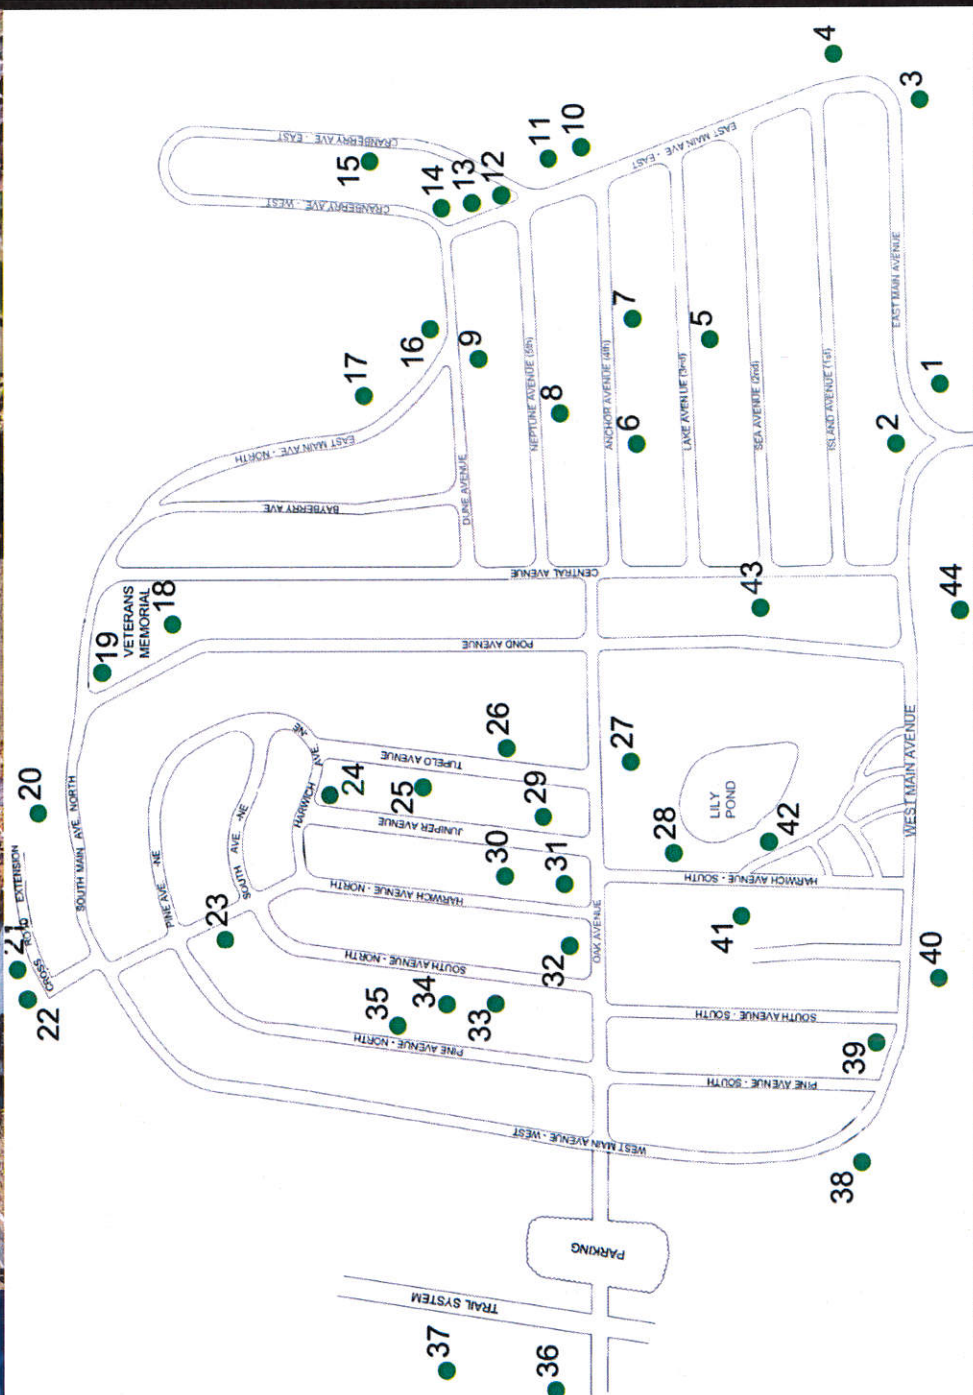 4
3
CRANBERRY AVE - EAST
11
10
15
EAST MAIN AVE - EAST
14
13
12
CRANBERRY AVE - WEST
EAST MAIN AVENUE
7
5
16
9
17
1
8
NEPTUNE AVENUE (5th)
ANCHOR AVENUE (4th)
LAKE AVENUE (3rd)
SEA AVENUE (2nd)
ISLAND AVENUE (1st)
6
2
EAST MAIN AVE - NORTH
DUNE AVENUE
BAYBERRY AVE
CENTRAL AVENUE
43
44
VETERANS
MEMORIAL
18
19
POND AVENUE
26
27
TUPELO AVENUE
HARWICH AVE -NE
24
25
29
LILY
POND
WEST MAIN AVENUE
20
SOUTH MAIN AVE NORTH
JUNIPER AVENUE
28
42
PINE AVE -NE
SOUTH AVE -NE
30
31
HARWICH AVENUE - NORTH
HARWICH AVENUE - SOUTH
CROSS ROAD EXTENSION
23
41
OAK AVENUE
32
SOUTH AVENUE - NORTH
21
22
40
35
34
33
SOUTH AVENUE - SOUTH
PINE AVENUE - NORTH
39
PINE AVENUE - SOUTH
WEST MAIN AVENUE - WEST
38
PARKING
TRAIL SYSTEM
37
36